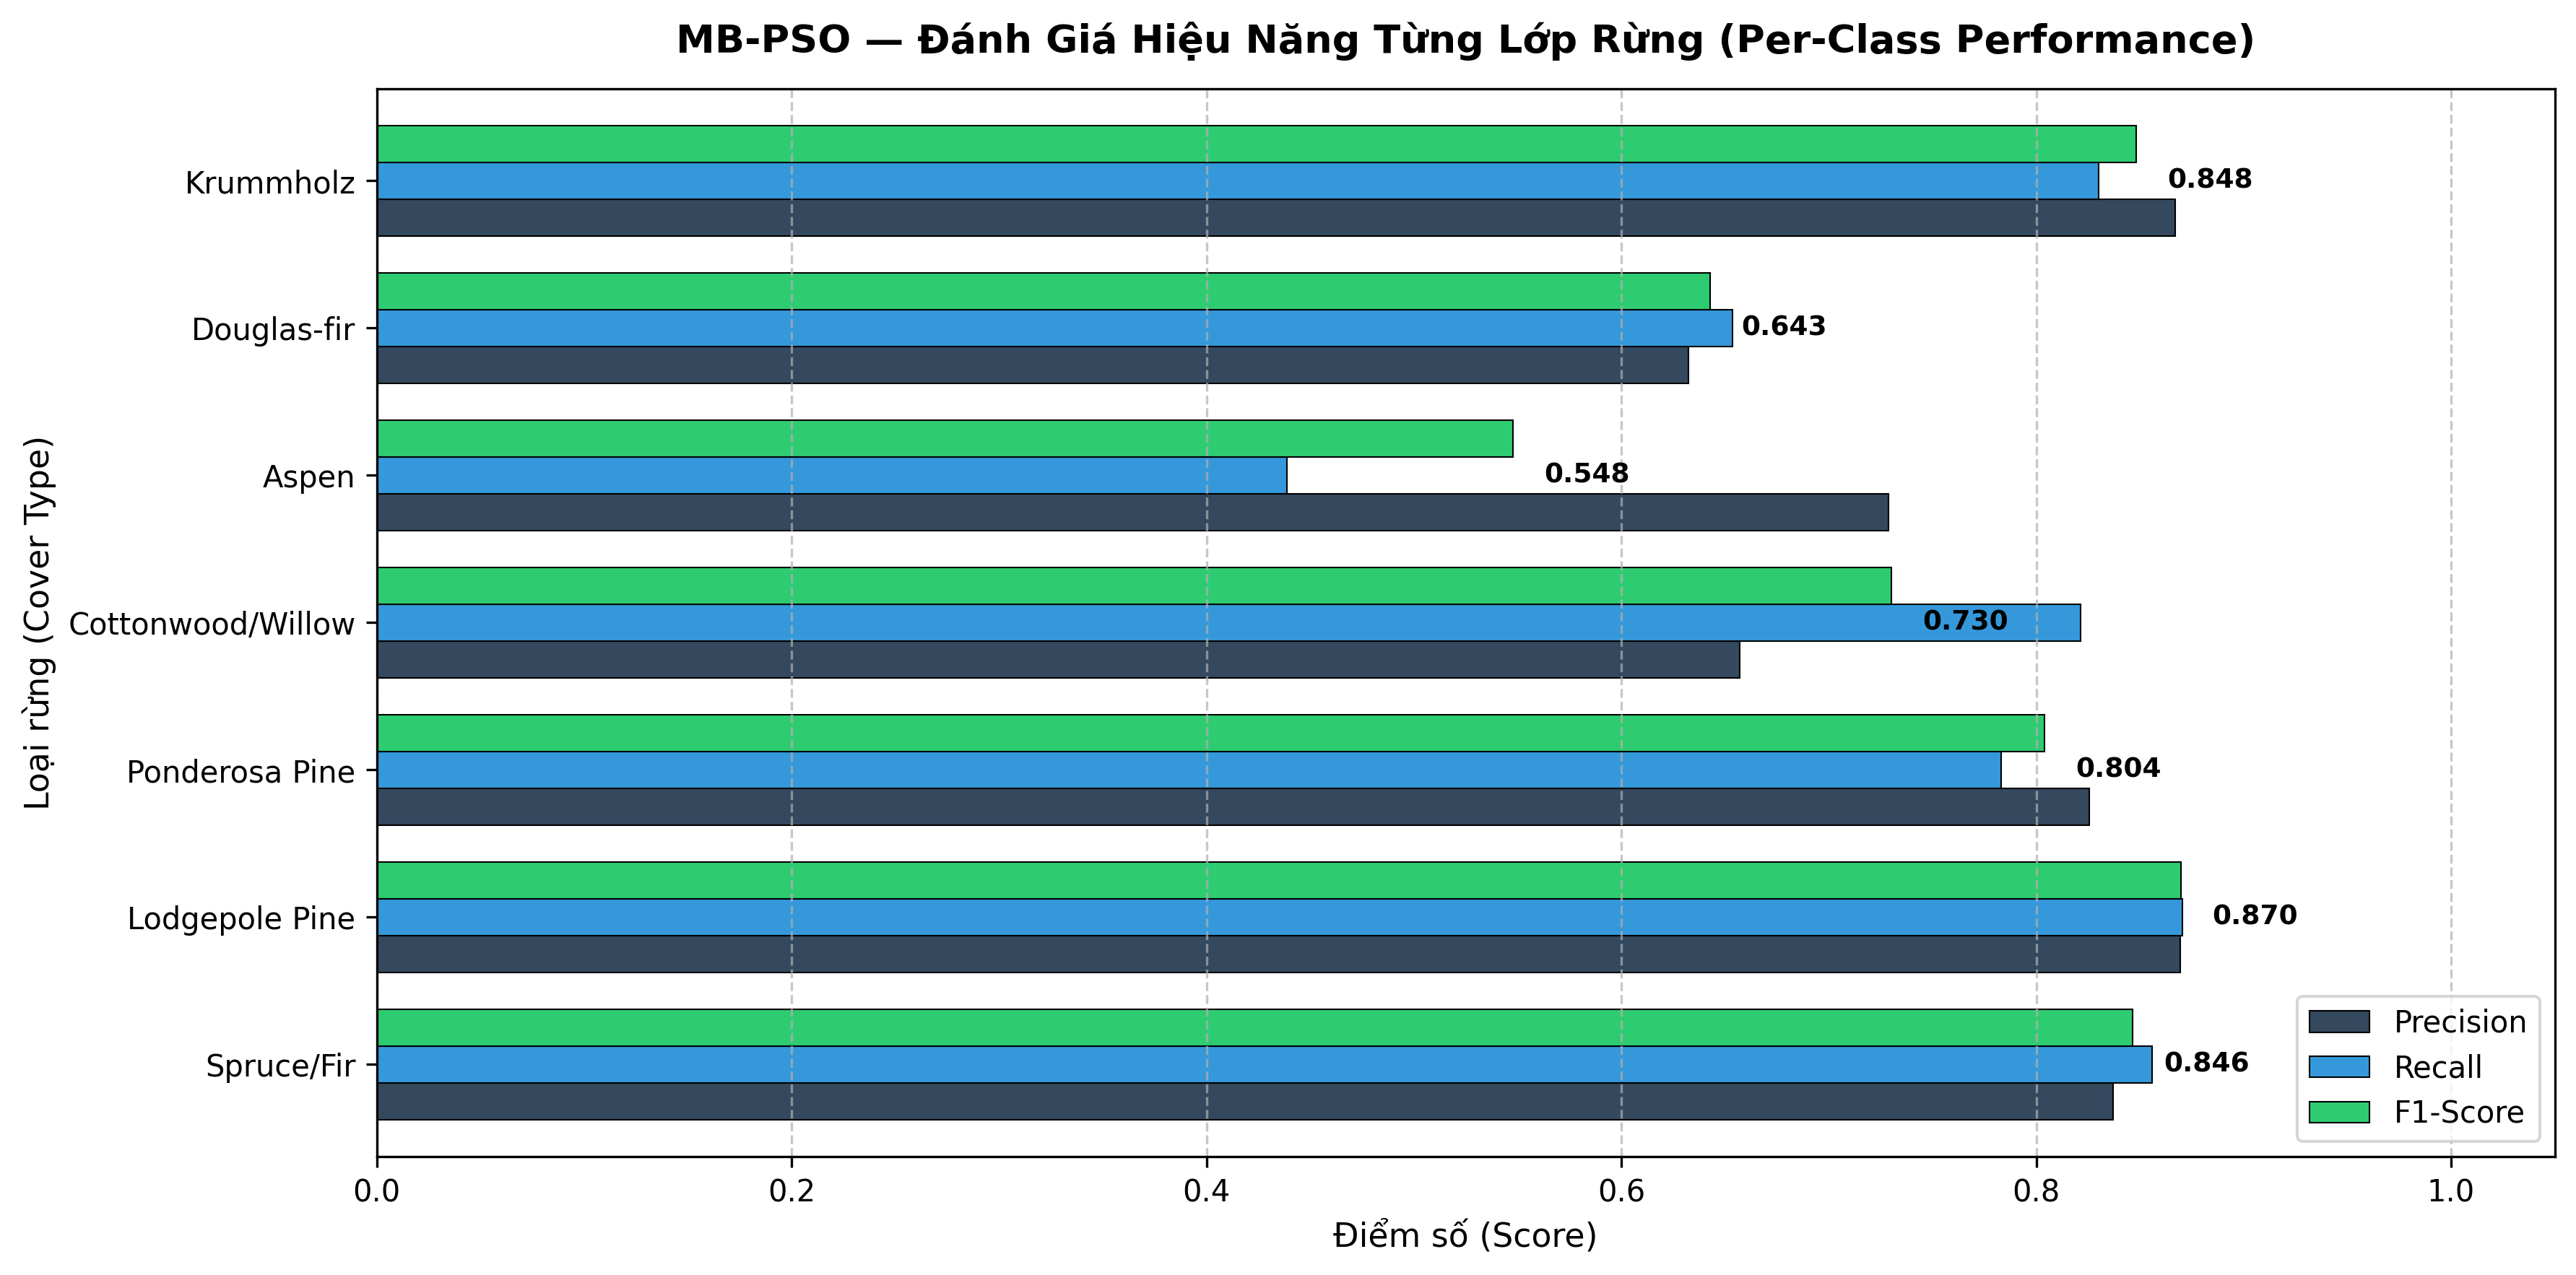 MB-PSO — Đánh Giá Hiệu Năng Từng Lớp Rừng (Per-Class Performance)
Loại rừng (Cover Type)
Krummholz
0.848
Douglas-fir
0.643
Aspen
0.548
Cottonwood/Willow
0.730
Ponderosa Pine
0.804
Lodgepole Pine
0.870
Spruce/Fir
0.846
Precision
Recall
F1-Score
0.0 0.2 0.4 0.6 0.8 1.0
Điểm số (Score)